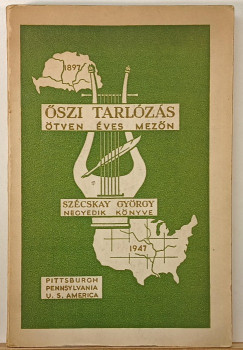 1897
ŐSZI TARLÓZÁS
ÖTVEN ÉVES MEZŐN
SZÉCSKAY GYÖRGY
NEGYEDIK KÖNYVE
1947
PITTSBURGH
PENNSYLVANIA
U. S. AMERICA